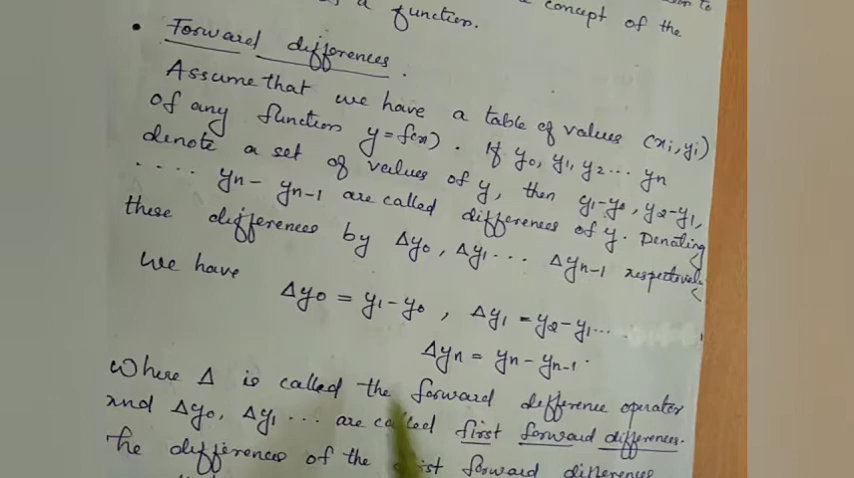 a concept of the
a function.
• Forward differences.
Assume that we have a table of values (xi, yi)
of any function y = f(x). If y0, y1, y2 ... yn
denote a set of values of y, then y1-y0, y2-y1,
.... yn - yn-1 are called differences of y. Denoting
these differences by Δy0, Δy1 ... Δyn-1 respectively
we have
Δy0 = y1 - y0, Δy1 = y2 - y1 ...
Δyn = yn - yn-1.
Where Δ is called the forward difference operator
and Δy0, Δy1 ... are called first forward differences.
The differences of the first forward differences